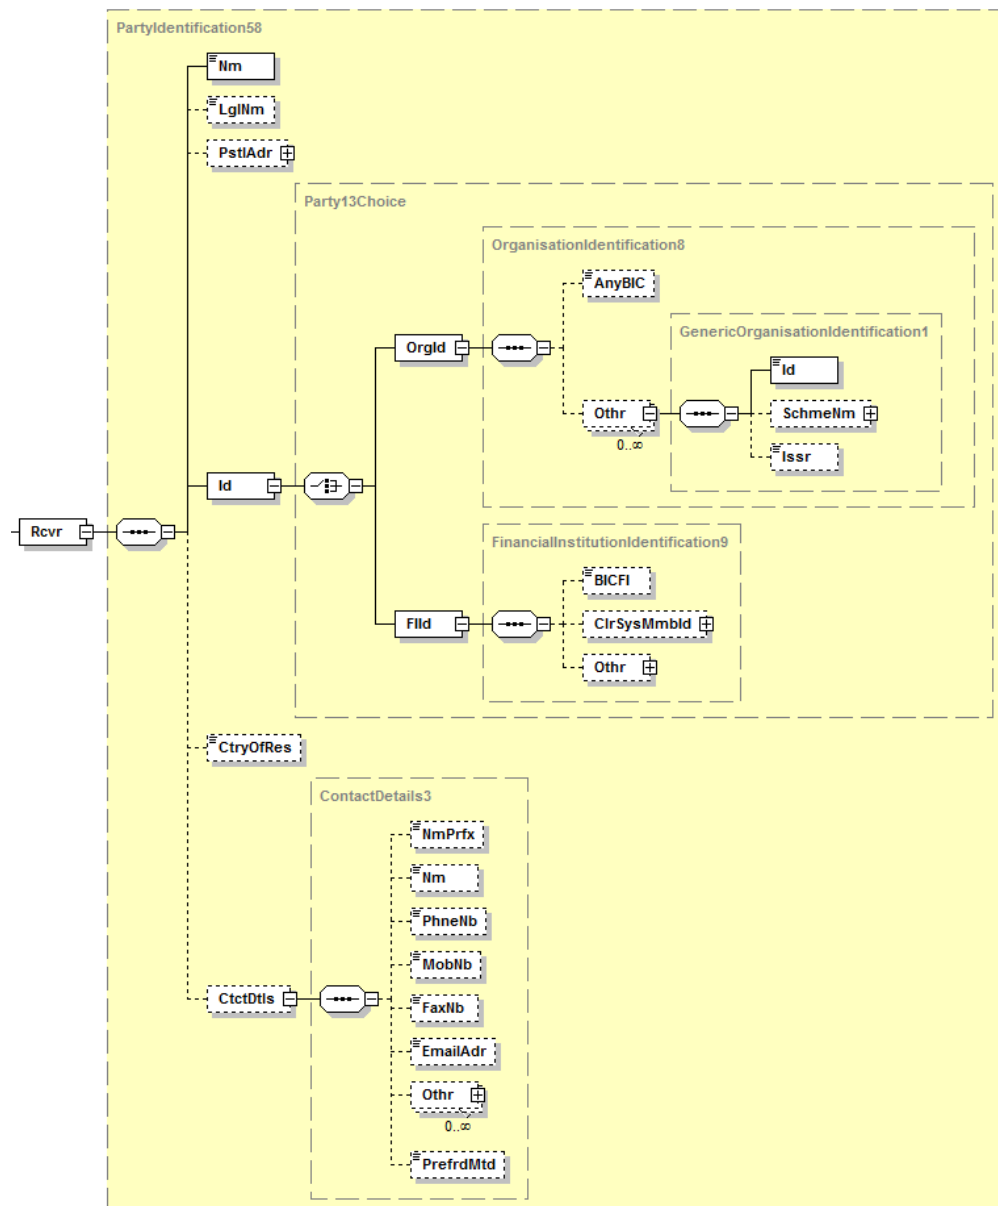 PartyIdentification58
Nm
LglNm
PstlAdr
Party13Choice
OrganisationIdentification8
AnyBIC
GenericOrganisationIdentification1
OrgId
Id
Othr
SchmeNm
0..∞
Issr
Id
Rcvr
FinancialInstitutionIdentification9
BICFI
FIId
ClrSysMmbId
Othr
CtryOfRes
ContactDetails3
NmPrfx
Nm
PhneNb
MobNb
CtctDtls
FaxNb
EmailAdr
Othr
0..∞
PrefrdMtd